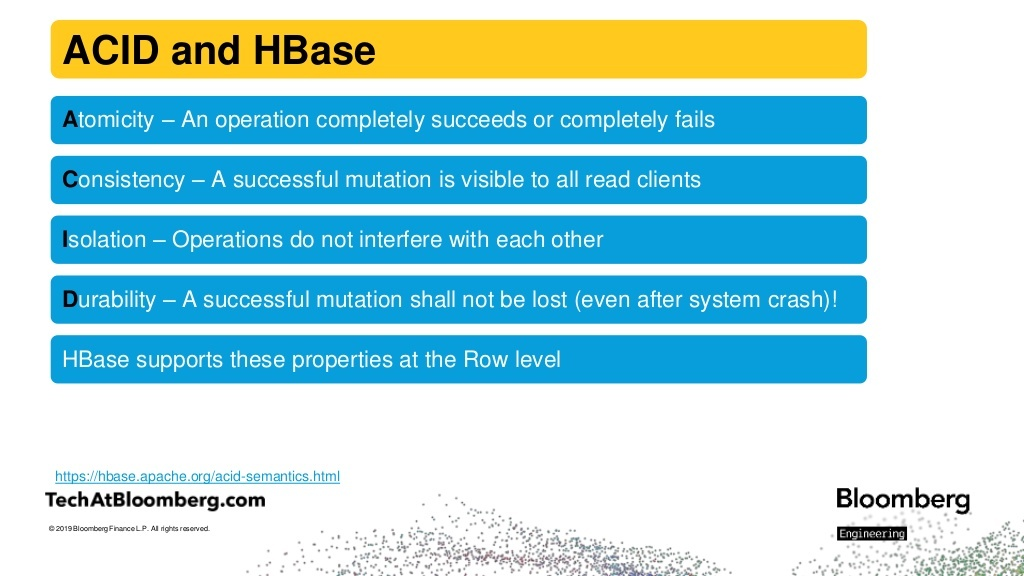 ACID and HBase
Atomicity – An operation completely succeeds or completely fails
Consistency – A successful mutation is visible to all read clients
Isolation – Operations do not interfere with each other
Durability – A successful mutation shall not be lost (even after system crash)!
HBase supports these properties at the Row level
https://hbase.apache.org/acid-semantics.html
TechAtBloomberg.com
© 2019 Bloomberg Finance L.P. All rights reserved.
Bloomberg
Engineering